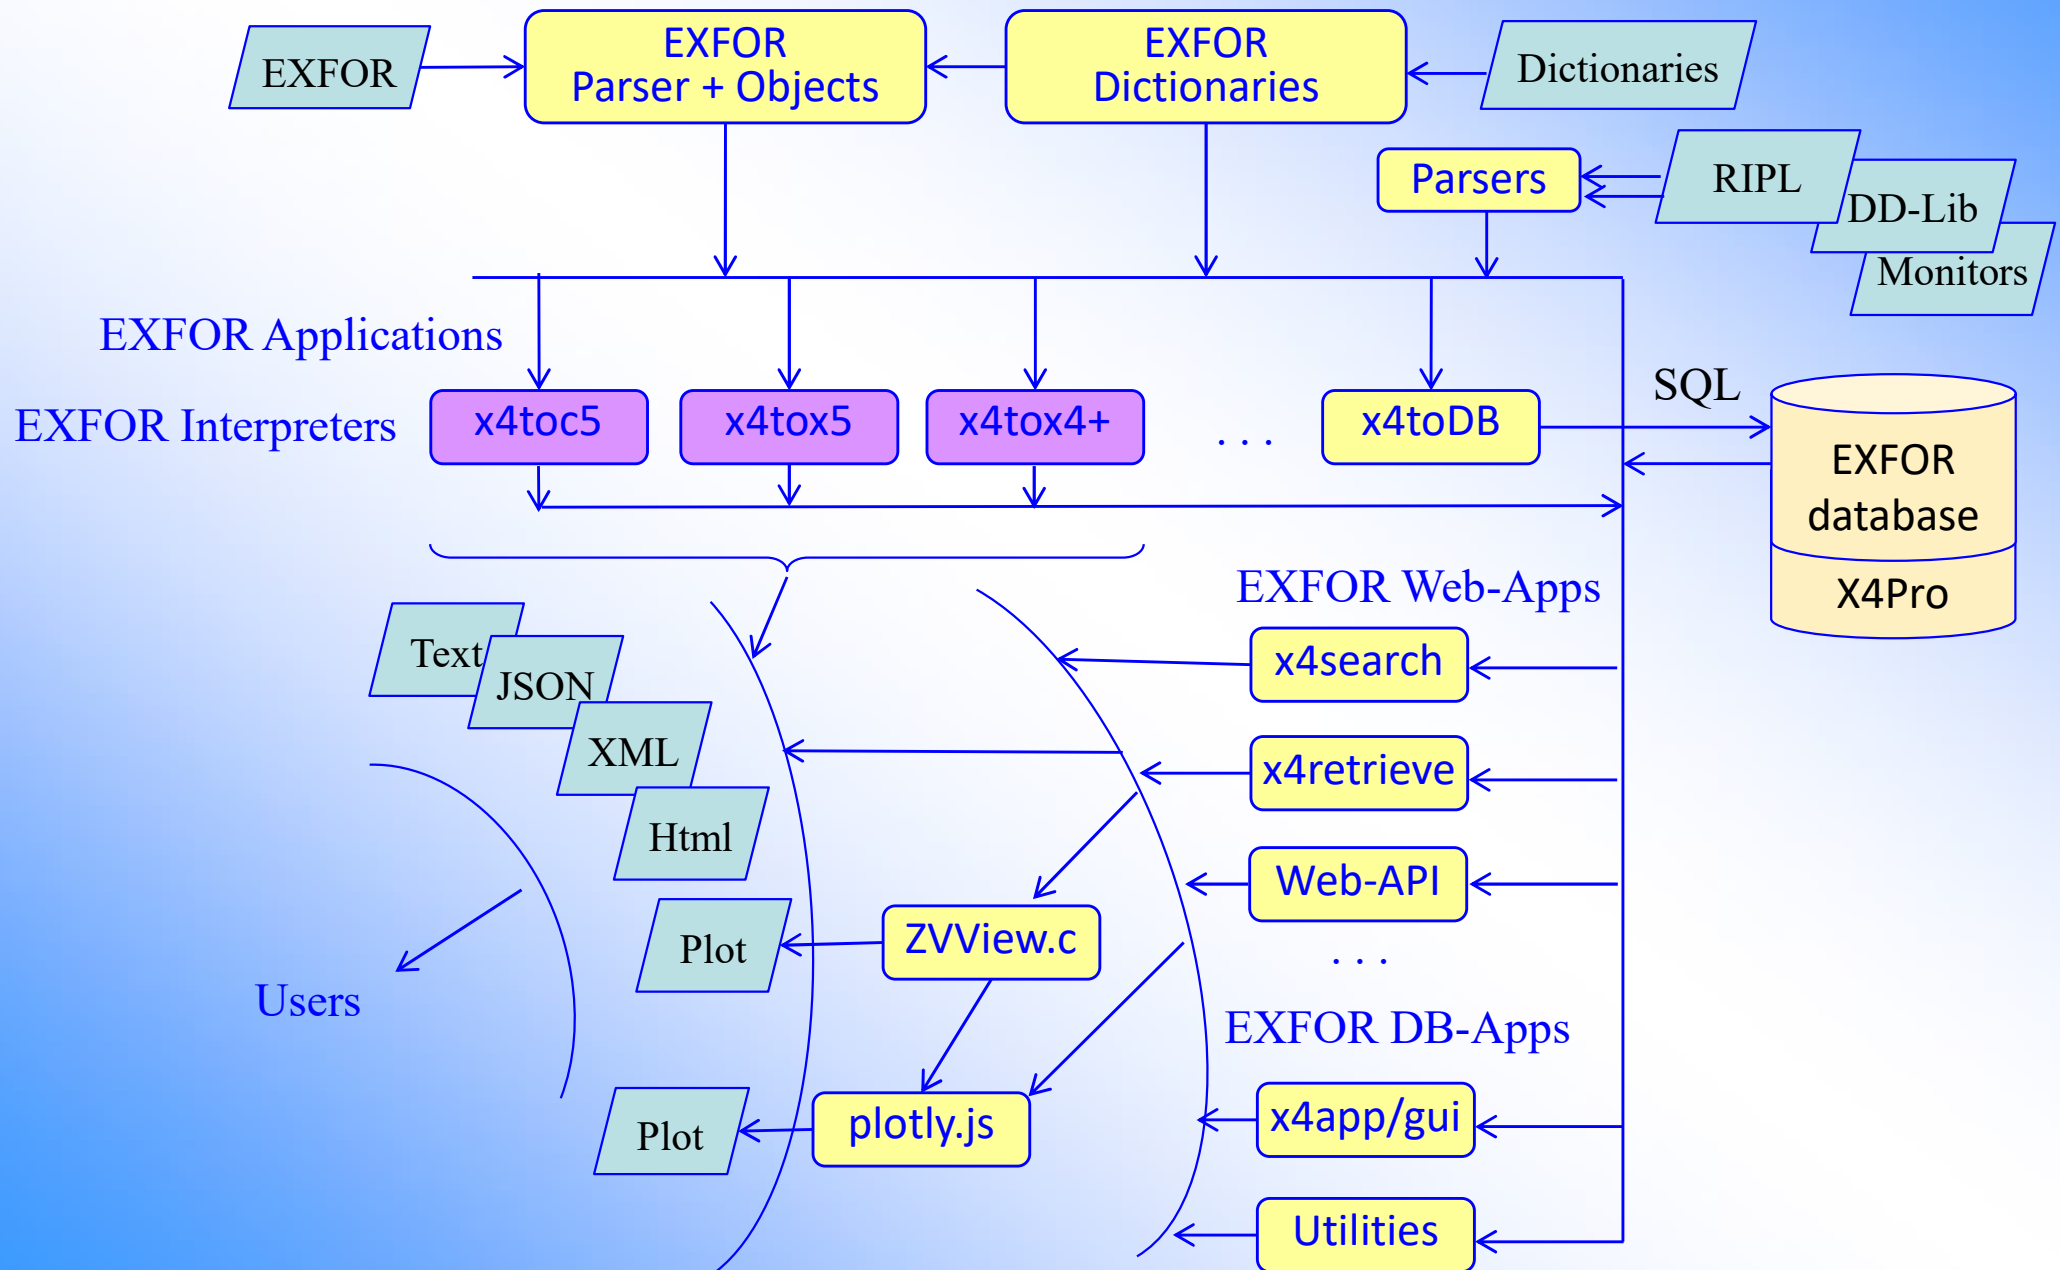 EXFOR
EXFOR
Parser + Objects
EXFOR
Dictionaries
Dictionaries
Parsers
RIPL
DD-Lib
Monitors
EXFOR Applications
EXFOR Interpreters
x4toc5
x4tox5
x4tox4+
. . .
x4toDB
SQL
EXFOR
database
X4Pro
EXFOR Web-Apps
Text
JSON
XML
Html
x4search
x4retrieve
Web-API
. . .
Plot
ZVView.c
Users
EXFOR DB-Apps
Plot
plotly.js
x4app/gui
Utilities